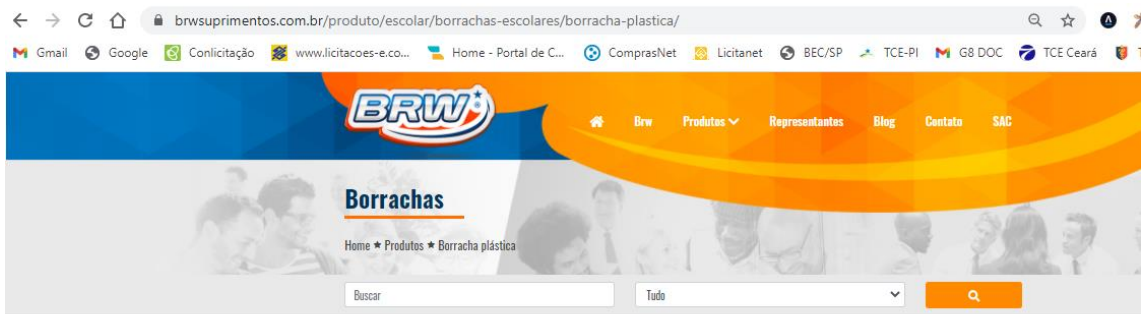 brwsuprimentos.com.br/produto/escolar/borrachas-escolares/borracha-plastica/
Gmail Google Conlicitação www.licitacoes-e.co... Home - Portal de C... ComprasNet Licitanet BEC/SP TCE-PI G8 DOC TCE Ceará
BRW
Brw Produtos Representantes Blog Contato SAC
Borrachas
Home ★ Produtos ★ Borracha plástica
Buscar Tudo